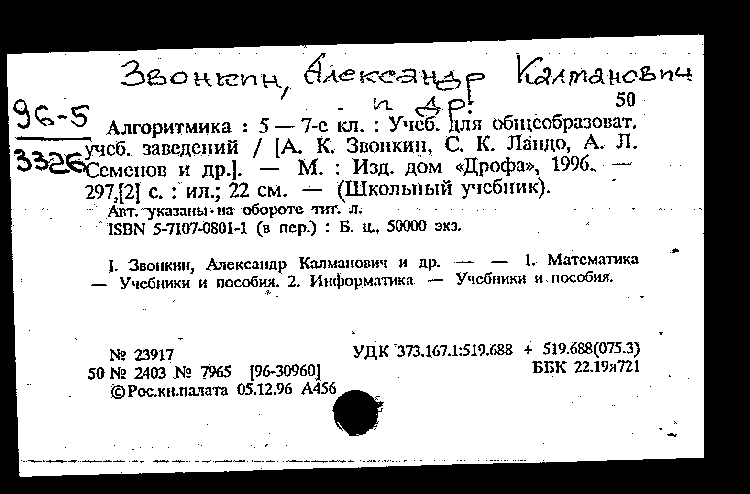 Звонкин, Александр Калманович
и др.
50
96-5
3326
Алгоритмика : 5 — 7-е кл. : Учеб. для общеобразоват.
учеб. заведений / [А. К. Звонкин, С. К. Ландо, А. Л.
Семенов и др.]. — М. : Изд. дом «Дрофа», 1996. —
297,[2] с. : ил.; 22 см. — (Школьный учебник).
Авт. указаны на обороте тит. л.
ISBN 5-7107-0801-1 (в пер.) : Б. ц., 50000 экз.
I. Звонкин, Александр Калманович и др. — — 1. Математика
— Учебники и пособия. 2. Информатика — Учебники и пособия.
№ 23917 УДК 373.167.1:519.688 + 519.688(075.3)
50 № 2403 № 7965 [96-30960] ББК 22.19я721
© Рос.кн.палата 05.12.96 А456